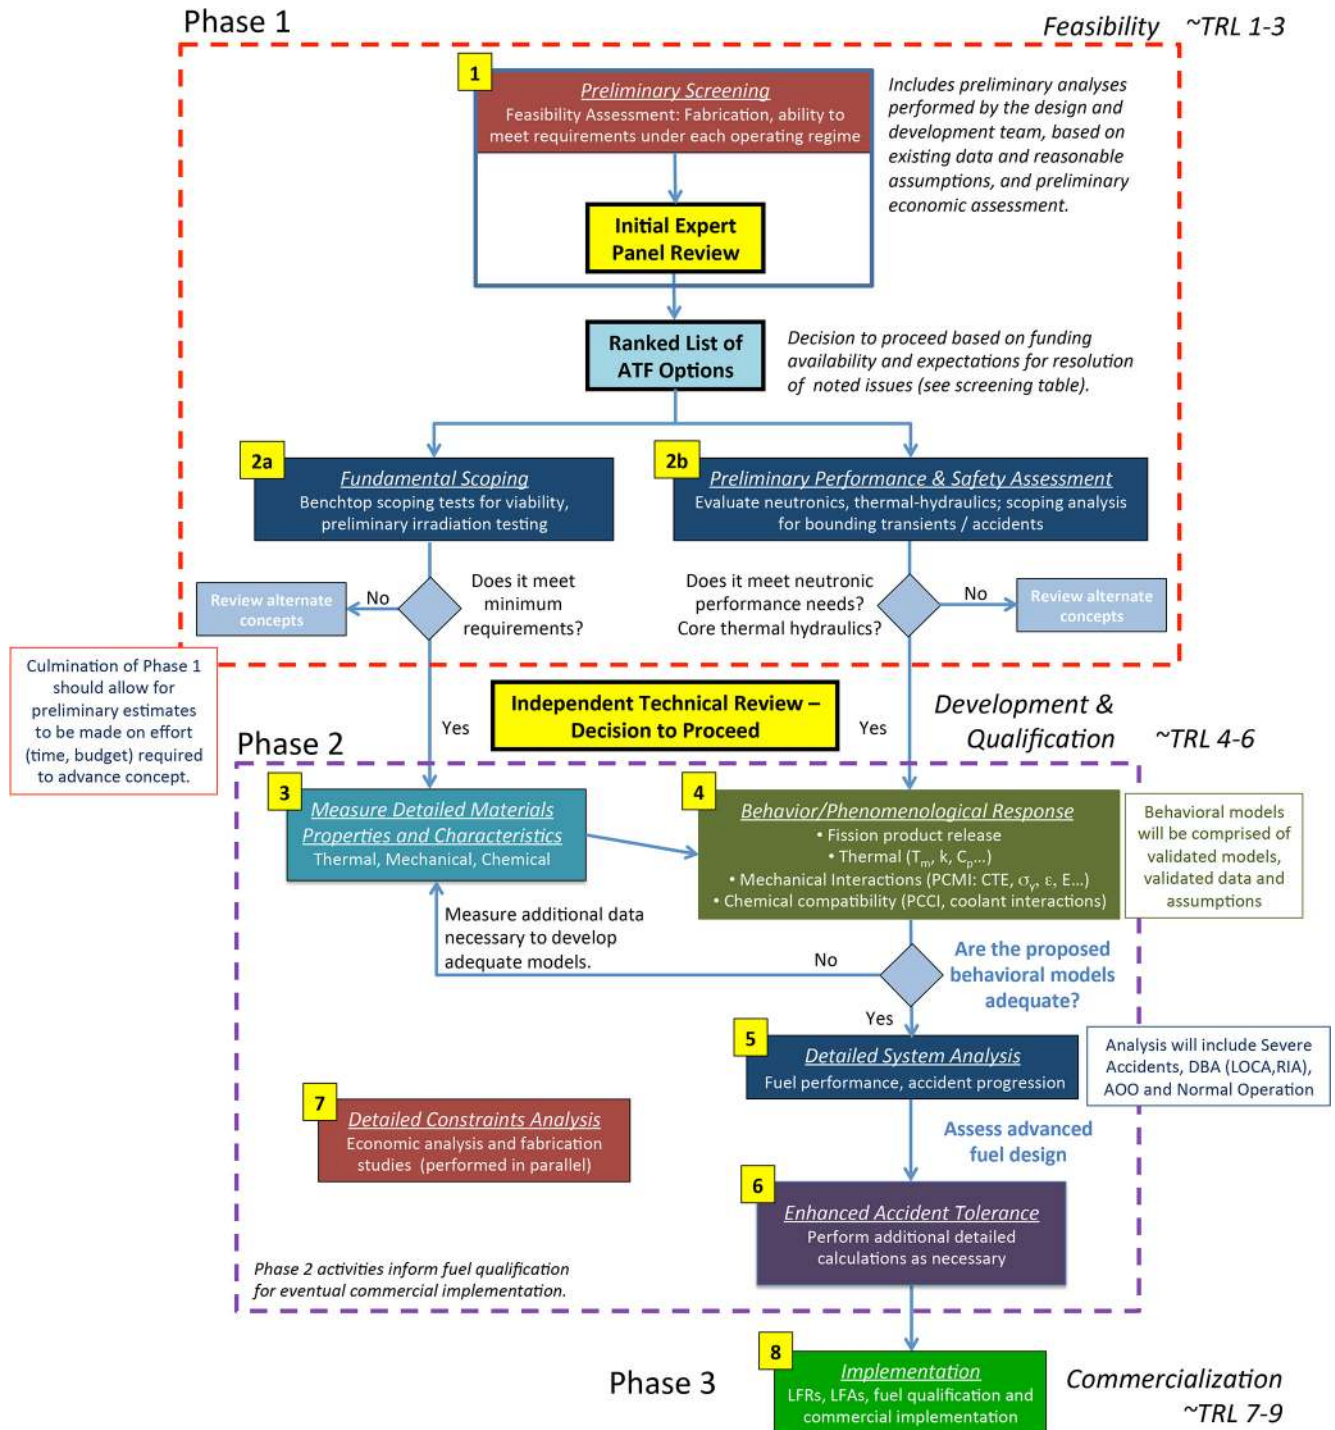 Phase 1
Feasibility ~TRL 1-3
1
Preliminary Screening
Feasibility Assessment: Fabrication, ability to
meet requirements under each operating regime
Includes preliminary analyses
performed by the design and
development team, based on
existing data and reasonable
assumptions, and preliminary
economic assessment.
Initial Expert
Panel Review
Ranked List of
ATF Options
Decision to proceed based on funding
availability and expectations for resolution
of noted issues (see screening table).
2a
Fundamental Scoping
Benchtop scoping tests for viability,
preliminary irradiation testing
2b
Preliminary Performance & Safety Assessment
Evaluate neutronics, thermal-hydraulics; scoping analysis
for bounding transients / accidents
Review alternate
concepts
No
Does it meet
minimum
requirements?
Does it meet neutronic
performance needs?
Core thermal hydraulics?
No
Review alternate
concepts
Culmination of Phase 1
should allow for
preliminary estimates
to be made on effort
(time, budget) required
to advance concept.
Yes
Independent Technical Review –
Decision to Proceed
Yes
Development &
Qualification ~TRL 4-6
Phase 2
3
Measure Detailed Materials
Properties and Characteristics
Thermal, Mechanical, Chemical
4
Behavior/Phenomenological Response
• Fission product release
• Thermal (Tm, k, Cp...)
• Mechanical Interactions (PCMI: CTE, σy, ε, E...)
• Chemical compatibility (PCCI, coolant interactions)
Behavioral models
will be comprised of
validated models,
validated data and
assumptions
Measure additional data
necessary to develop
adequate models.
No
Are the proposed
behavioral models
adequate?
Yes
5
Detailed System Analysis
Fuel performance, accident progression
Analysis will include Severe
Accidents, DBA (LOCA,RIA),
AOO and Normal Operation
7
Detailed Constraints Analysis
Economic analysis and fabrication
studies (performed in parallel)
Assess advanced
fuel design
6
Enhanced Accident Tolerance
Perform additional detailed
calculations as necessary
Phase 2 activities inform fuel qualification
for eventual commercial implementation.
Phase 3
8
Implementation
LFRs, LFAs, fuel qualification and
commercial implementation
Commercialization
~TRL 7-9